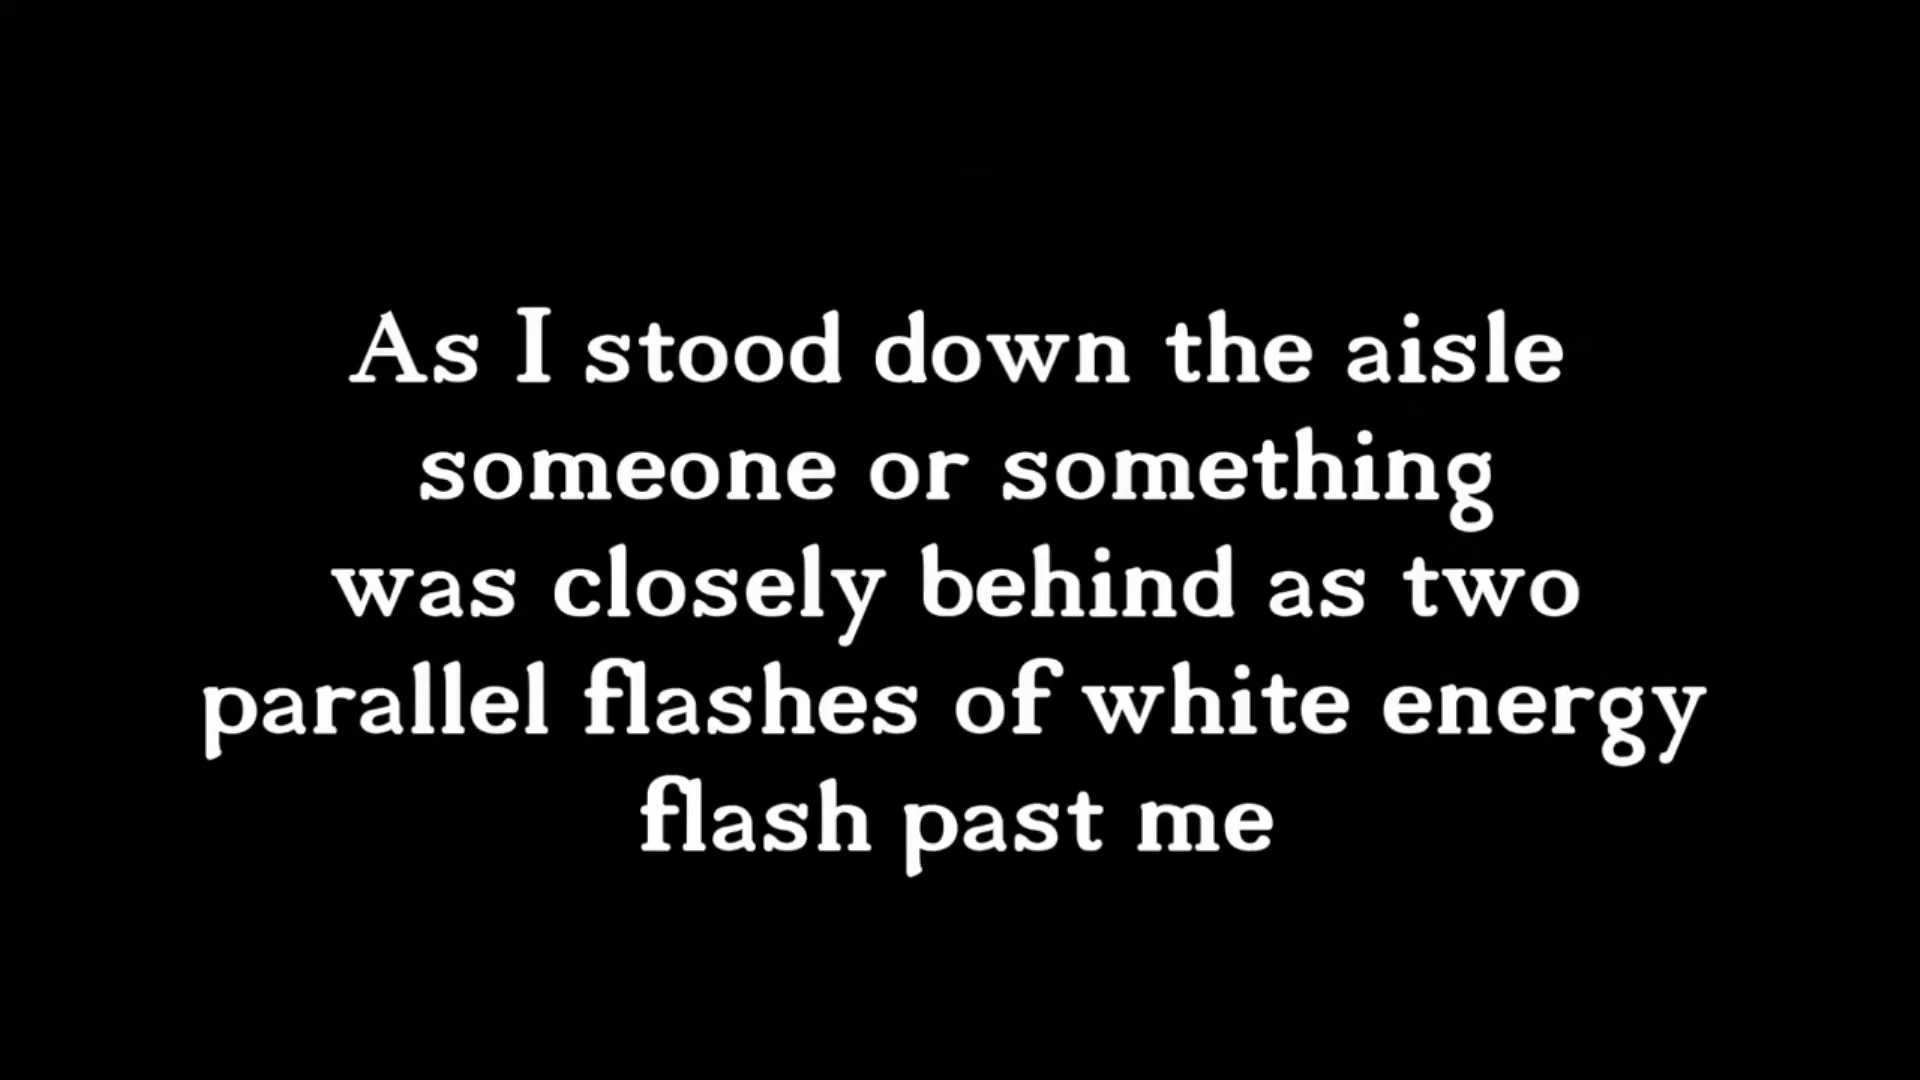 As I stood down the aisle
someone or something
was closely behind as two
parallel flashes of white energy
flash past me